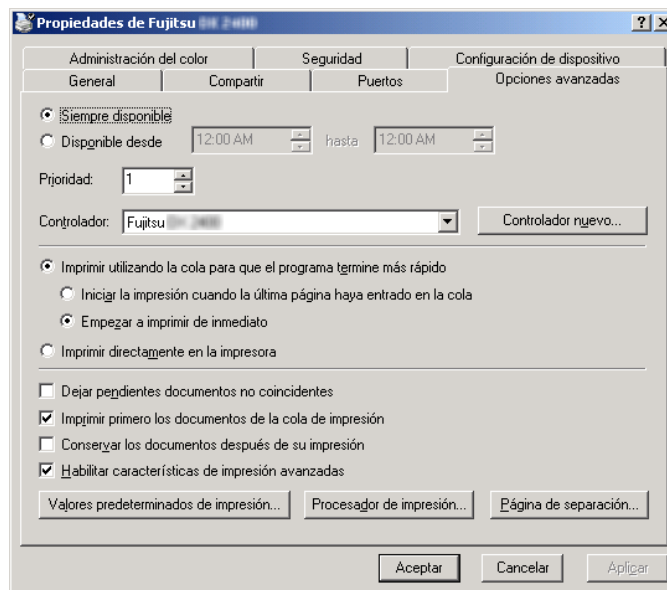 Propiedades de Fujitsu
Administración del color Seguridad Configuración de dispositivo
General Compartir Puertos Opciones avanzadas
Siempre disponible
Disponible desde 12:00 AM hasta 12:00 AM
Prioridad: 1
Controlador: Fujitsu Controlador nuevo...
Imprimir utilizando la cola para que el programa termine más rápido
Iniciar la impresión cuando la última página haya entrado en la cola
Empezar a imprimir de inmediato
Imprimir directamente en la impresora
Dejar pendientes documentos no coincidentes
Imprimir primero los documentos de la cola de impresión
Conservar los documentos después de su impresión
Habilitar características de impresión avanzadas
Valores predeterminados de impresión... Procesador de impresión... Página de separación...
Aceptar Cancelar Aplicar